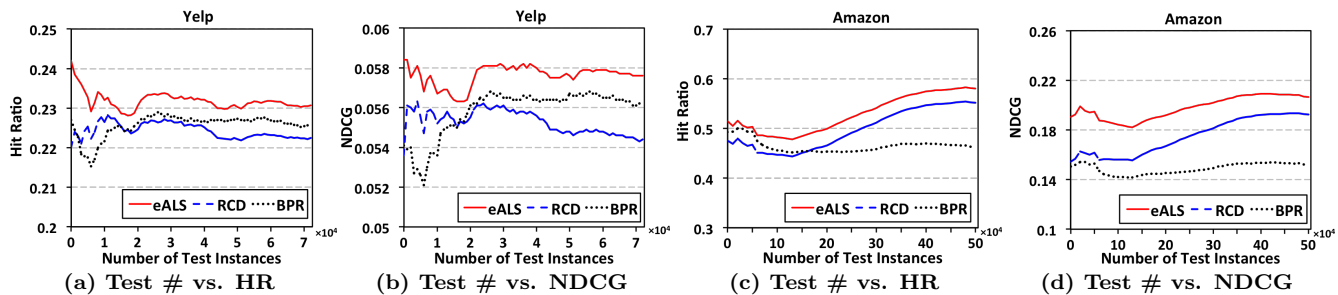 Yelp
0.25
0.24
0.23
0.22
0.21
0.2
Hit Ratio
eALS RCD BPR
0 1 2 3 4 5 6 7 ×10⁴
Number of Test Instances
(a) Test # vs. HR
Yelp
0.06
0.058
0.056
0.054
0.052
0.05
NDCG
eALS RCD BPR
0 1 2 3 4 5 6 7 ×10⁴
Number of Test Instances
(b) Test # vs. NDCG
Amazon
0.7
0.6
0.5
0.4
0.3
Hit Ratio
eALS RCD BPR
0 10 20 30 40 50 ×10⁴
Number of Test Instances
(c) Test # vs. HR
Amazon
0.26
0.22
0.18
0.14
0.1
NDCG
eALS RCD BPR
0 10 20 30 40 50 ×10⁴
Number of Test Instances
(d) Test # vs. NDCG